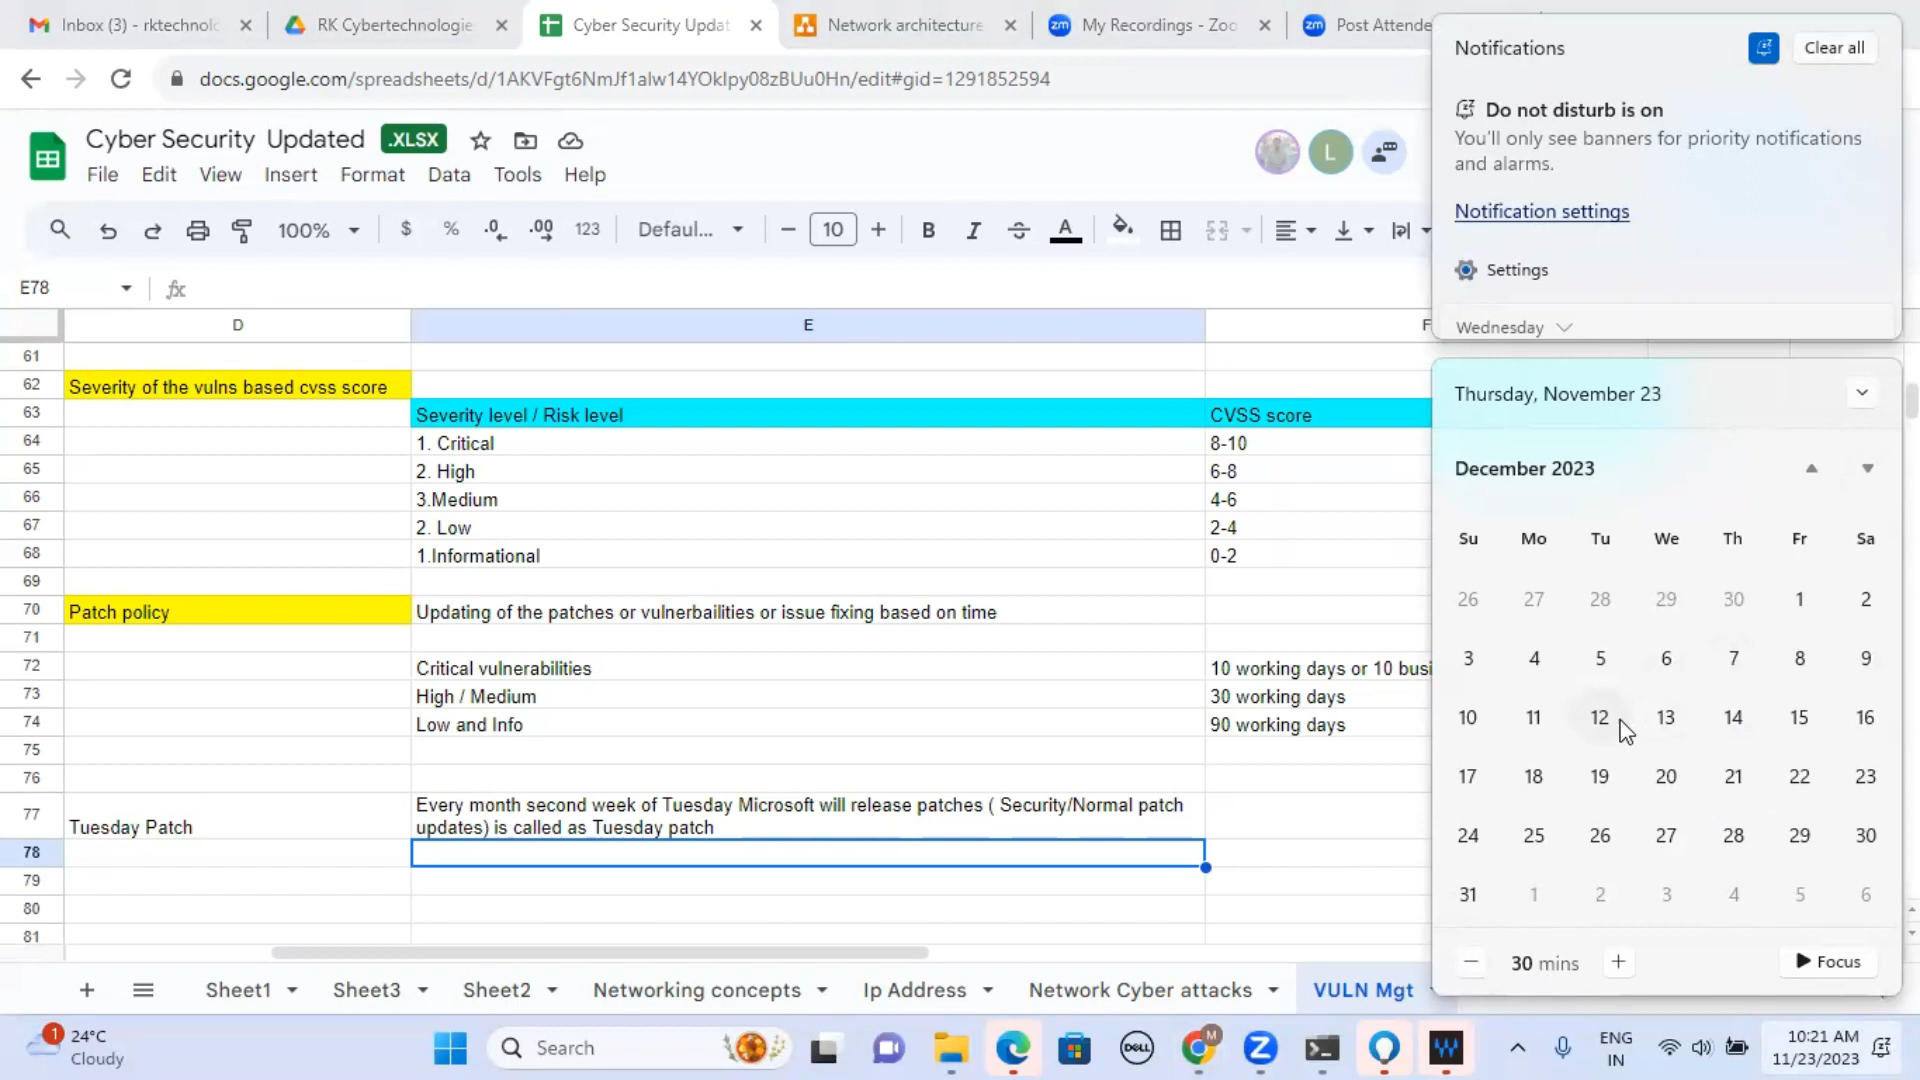 Inbox (3) - rktechnolo
RK Cybertechnologie
Cyber Security Updat
Network architecture
My Recordings - Zoo
Post Attende
docs.google.com/spreadsheets/d/1AKVFgt6NmJf1alw14YOkIpy08zBUu0Hn/edit#gid=1291852594
Cyber Security Updated .XLSX
L
File Edit View Insert Format Data Tools Help
100% $ % .0 .00 123 Defaul... 10 B I A
E78 fx
D E F
61
62 Severity of the vulns based cvss score
63 Severity level / Risk level CVSS score
64 1. Critical 8-10
65 2. High 6-8
66 3.Medium 4-6
67 2. Low 2-4
68 1.Informational 0-2
69
70 Patch policy Updating of the patches or vulnerbailities or issue fixing based on time
71
72 Critical vulnerabilities 10 working days or 10 busi
73 High / Medium 30 working days
74 Low and Info 90 working days
75
76
77 Tuesday Patch Every month second week of Tuesday Microsoft will release patches ( Security/Normal patch
updates) is called as Tuesday patch
78
79
80
81
Sheet1 Sheet3 Sheet2 Networking concepts Ip Address Network Cyber attacks VULN Mgt
Notifications Clear all
Do not disturb is on
You'll only see banners for priority notifications
and alarms.
Notification settings
Settings
Wednesday
Thursday, November 23
December 2023
Su Mo Tu We Th Fr Sa
26 27 28 29 30 1 2
3 4 5 6 7 8 9
10 11 12 13 14 15 16
17 18 19 20 21 22 23
24 25 26 27 28 29 30
31 1 2 3 4 5 6
30 mins Focus
1 24°C
Cloudy
Search
DELL
M
ENG
IN
10:21 AM
11/23/2023